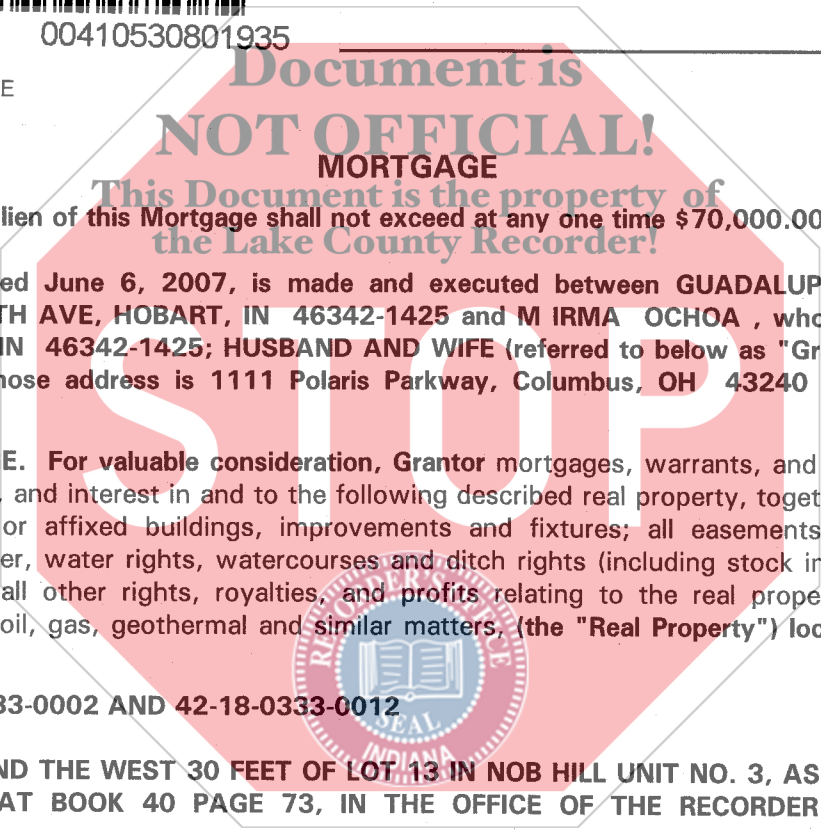 00410530801935
E
Document is
NOT OFFICIAL!
MORTGAGE
This Document is the property of
lien of this Mortgage shall not exceed at any one time $70,000.00
the Lake County Recorder!
ed June 6, 2007, is made and executed between GUADALUP
TH AVE, HOBART, IN 46342-1425 and M IRMA OCHOA , who
IN 46342-1425; HUSBAND AND WIFE (referred to below as "Gr
nose address is 1111 Polaris Parkway, Columbus, OH 43240
STOP
E. For valuable consideration, Grantor mortgages, warrants, and
, and interest in and to the following described real property, toget
or affixed buildings, improvements and fixtures; all easements
er, water rights, watercourses and ditch rights (including stock in
all other rights, royalties, and profits relating to the real prope
oil, gas, geothermal and similar matters, (the "Real Property") loc
RECORDER'S OFFICE
33-0002 AND 42-18-0333-0012
SEAL
INDIANA
ND THE WEST 30 FEET OF LOT 13 IN NOB HILL UNIT NO. 3, AS
AT BOOK 40 PAGE 73, IN THE OFFICE OF THE RECORDER